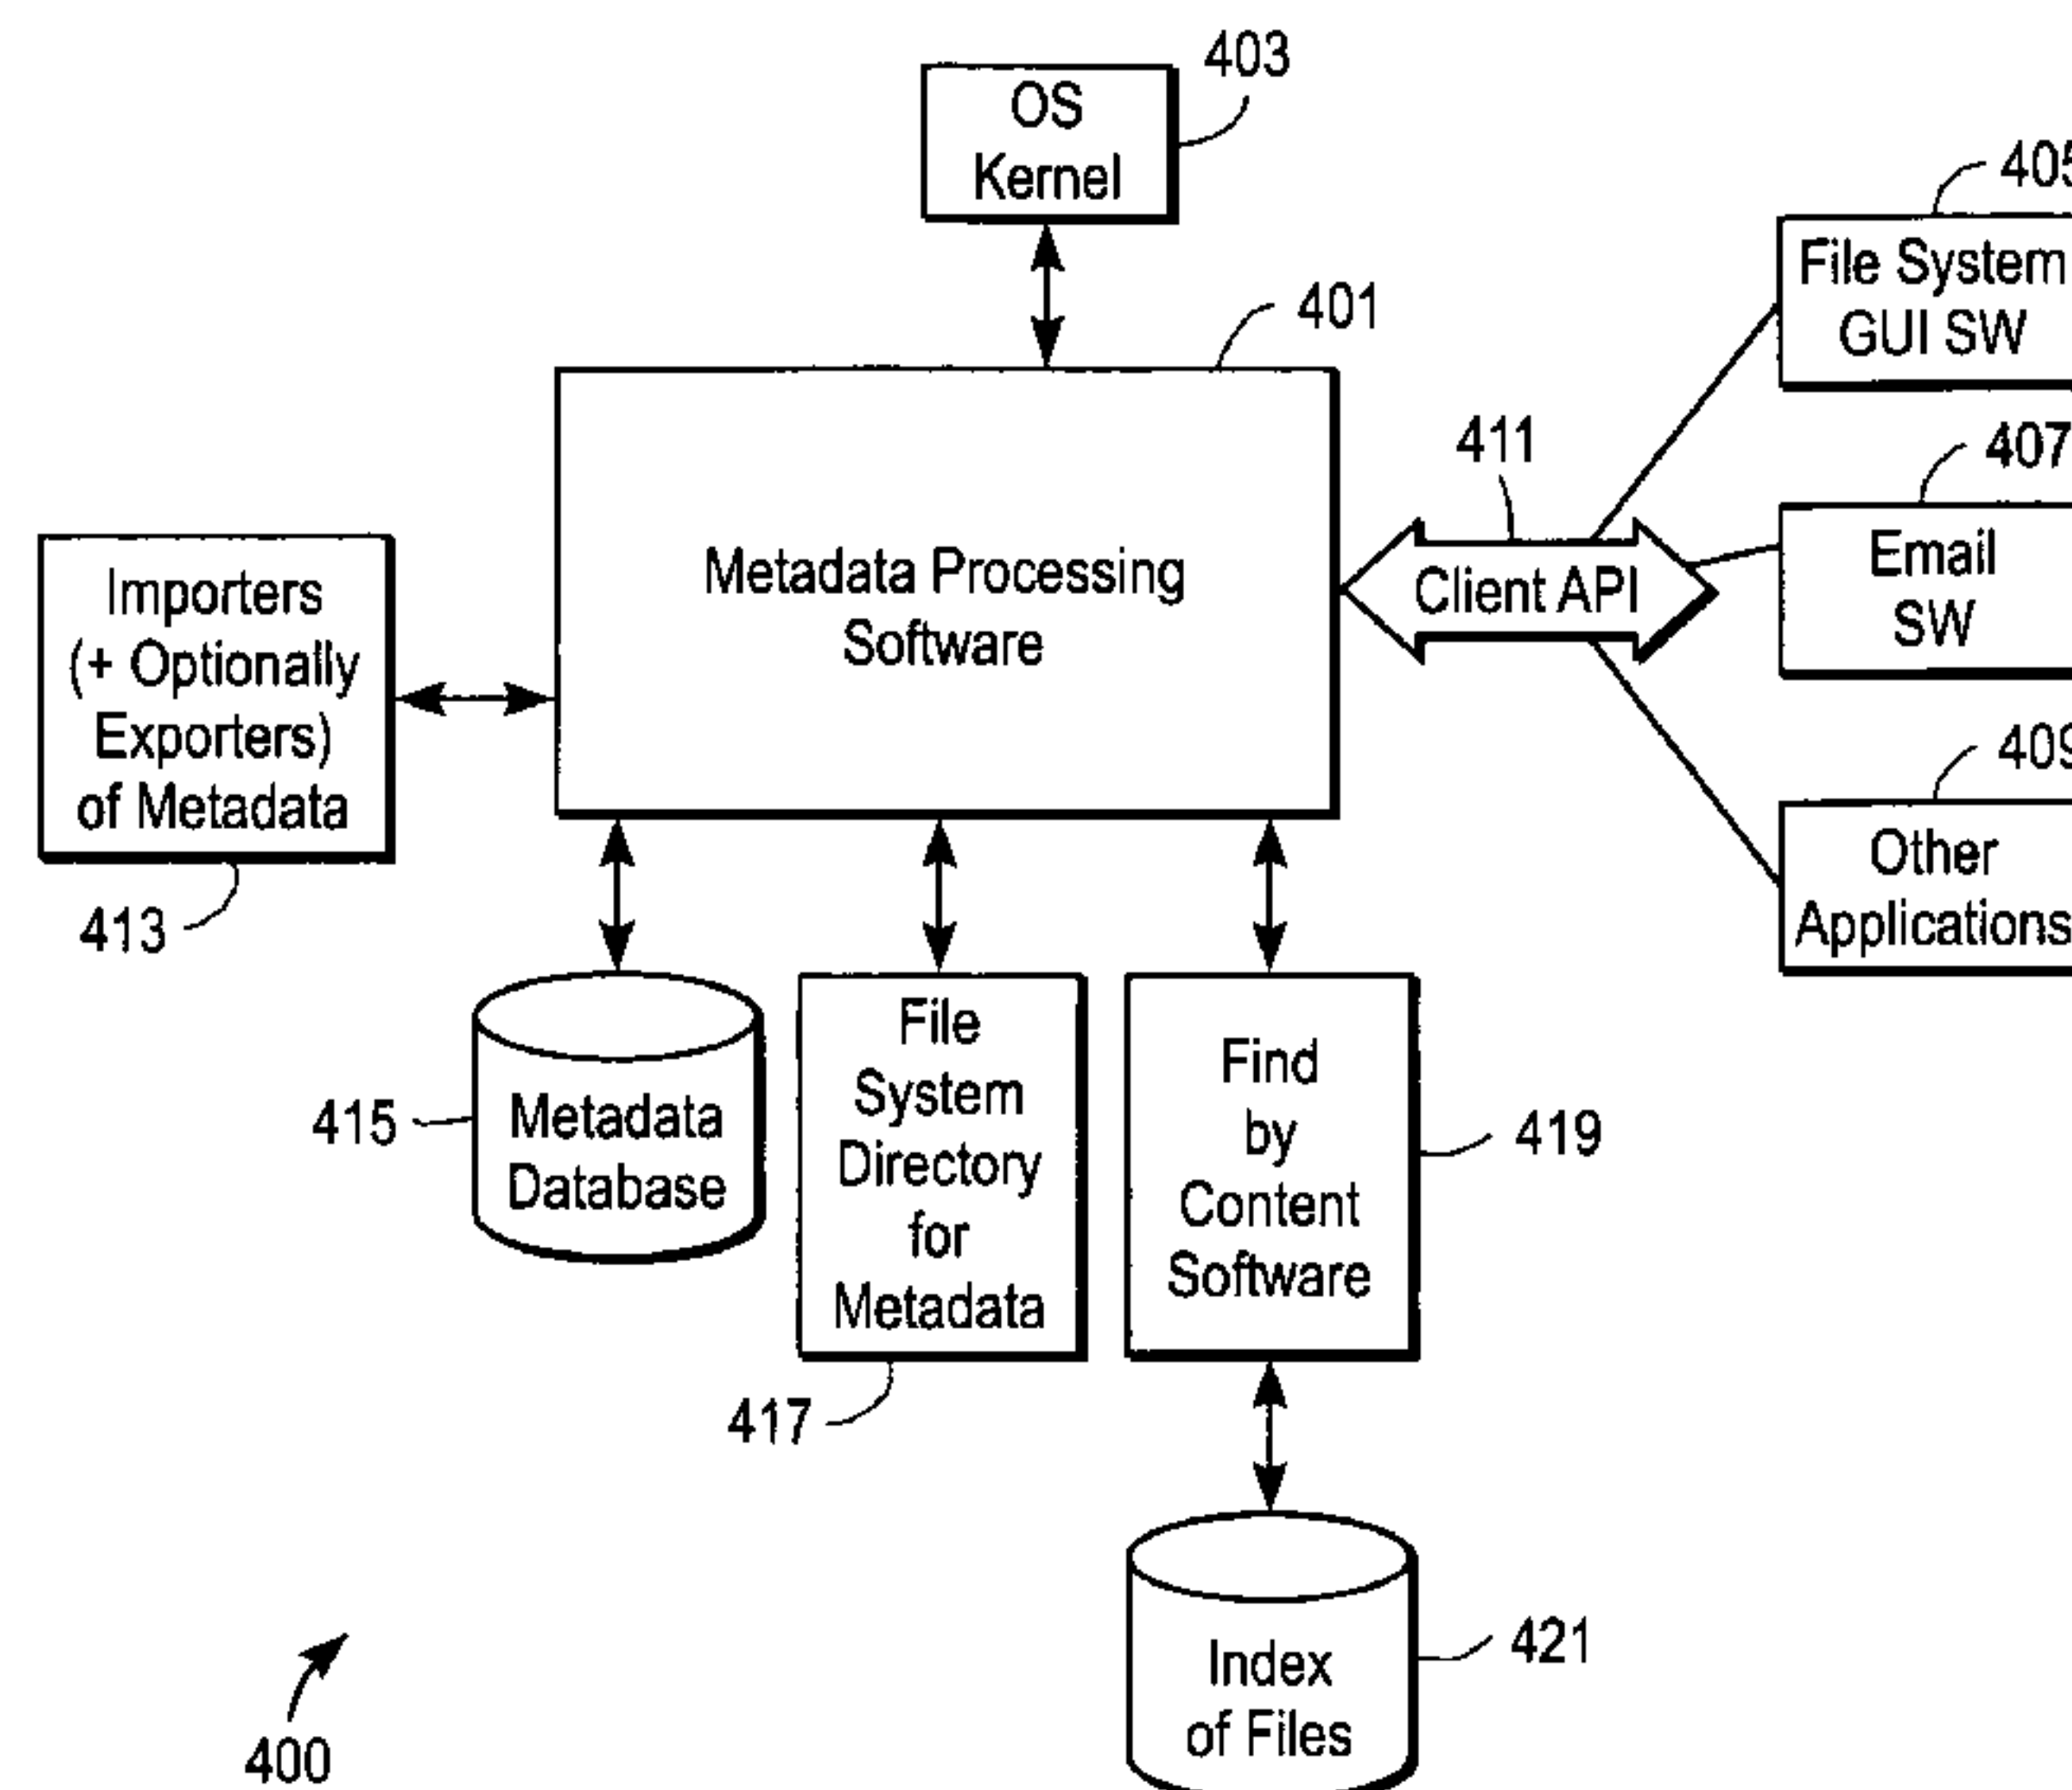 403
OS
Kernel
401
405
File System
GUI SW
411
407
Client API
Email
SW
Metadata Processing
Software
Importers
(+ Optionally
Exporters)
of Metadata
413
409
Other
Applications
415
Metadata
Database
File
System
Directory
for
Metadata
417
Find
by
Content
Software
419
421
Index
of Files
400